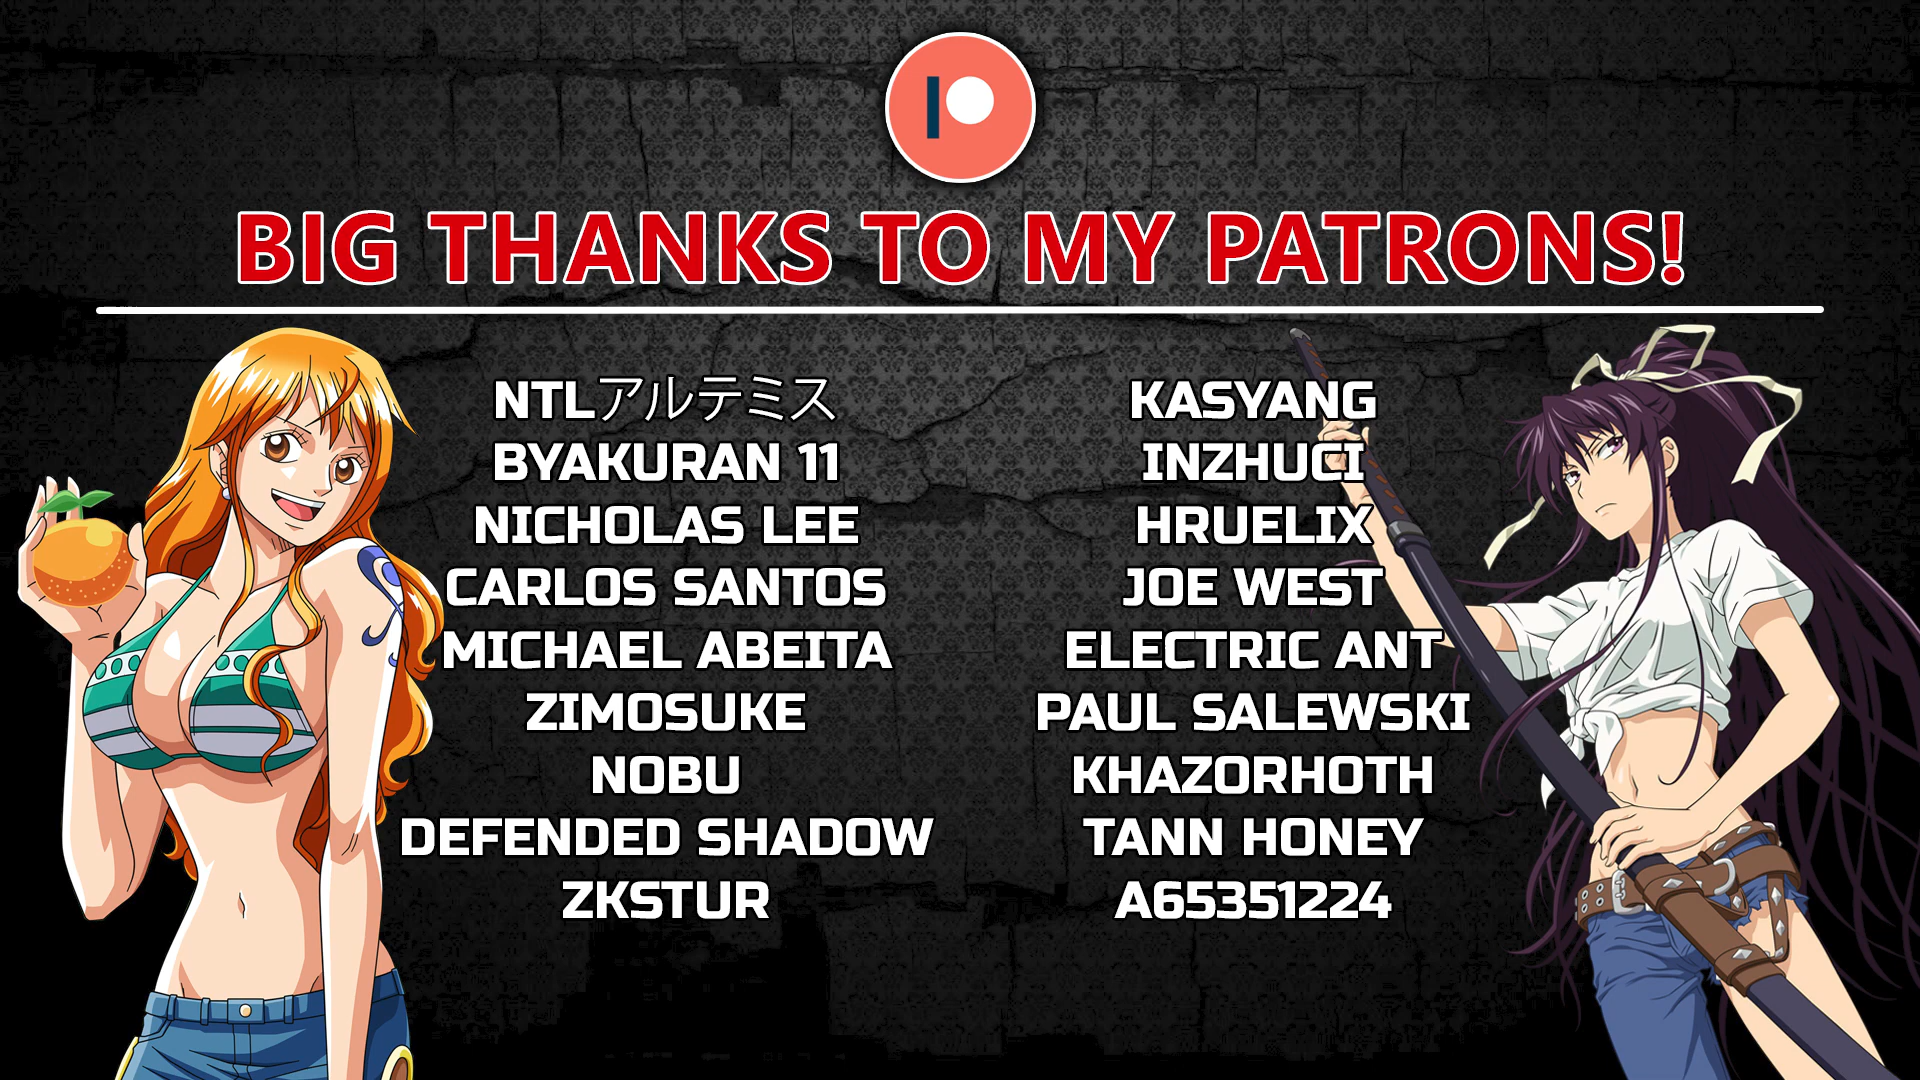 BIG THANKS TO MY PATRONS!
NTLアルテミス
BYAKURAN 11
NICHOLAS LEE
CARLOS SANTOS
MICHAEL ABEITA
ZIMOSUKE
NOBU
DEFENDED SHADOW
ZKSTUR
KASYANG
INZHUCI
HRUELIX
JOE WEST
ELECTRIC ANT
PAUL SALEWSKI
KHAZORHOTH
TANN HONEY
A65351224